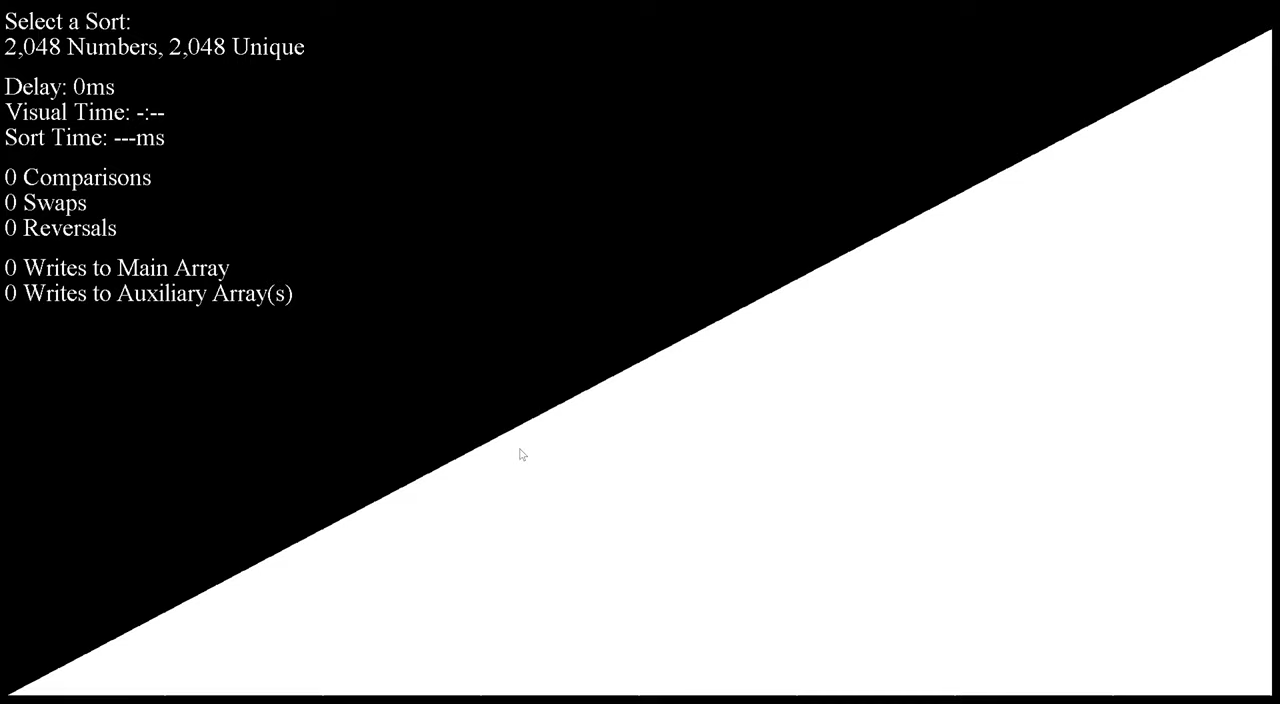 Select a Sort:
2,048 Numbers, 2,048 Unique
Delay: 0ms
Visual Time: -:--
Sort Time: ---ms
0 Comparisons
0 Swaps
0 Reversals
0 Writes to Main Array
0 Writes to Auxiliary Array(s)